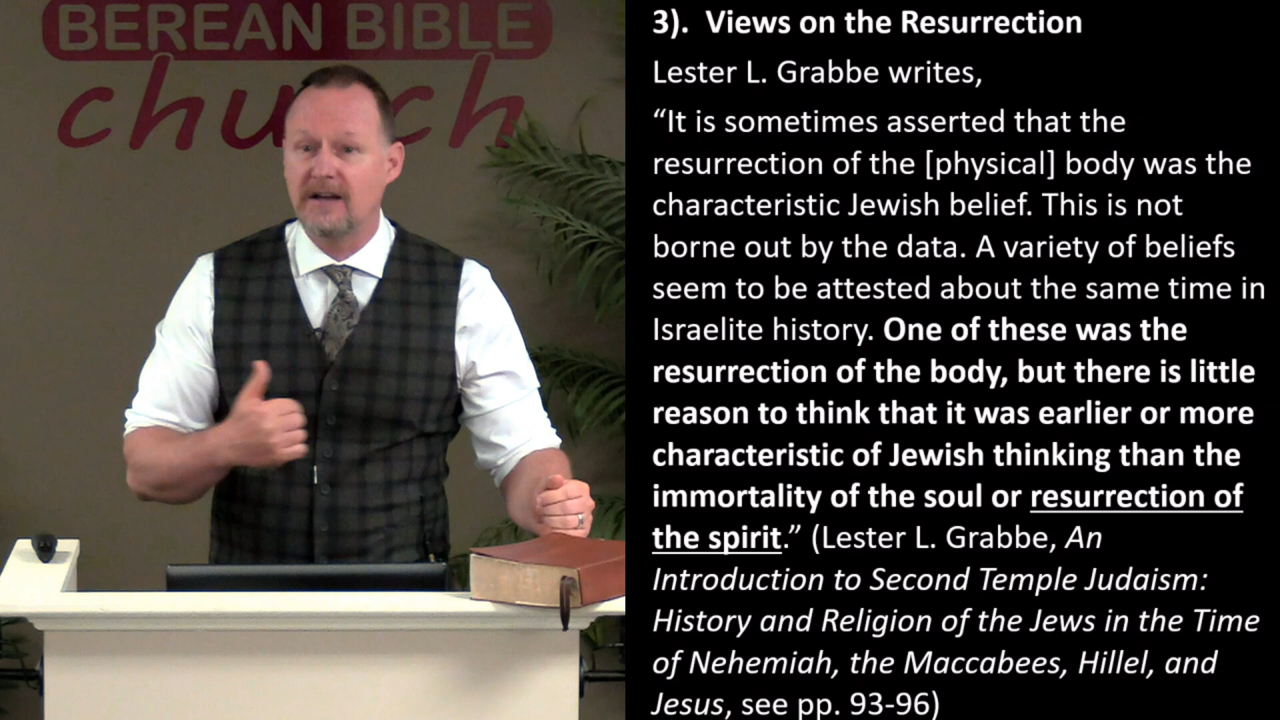 BEREAN BIBLE
church
3). Views on the Resurrection
Lester L. Grabbe writes,
“It is sometimes asserted that the
resurrection of the [physical] body was the
characteristic Jewish belief. This is not
borne out by the data. A variety of beliefs
seem to be attested about the same time in
Israelite history. One of these was the
resurrection of the body, but there is little
reason to think that it was earlier or more
characteristic of Jewish thinking than the
immortality of the soul or resurrection of
the spirit.” (Lester L. Grabbe, An
Introduction to Second Temple Judaism:
History and Religion of the Jews in the Time
of Nehemiah, the Maccabees, Hillel, and
Jesus, see pp. 93-96)